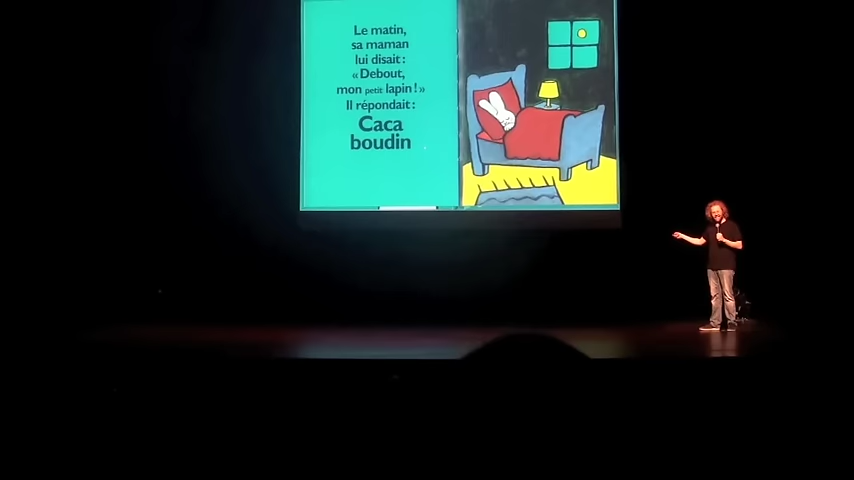 Le matin,
sa maman
lui disait :
« Debout,
mon petit lapin ! »
Il répondait :
Caca
boudin